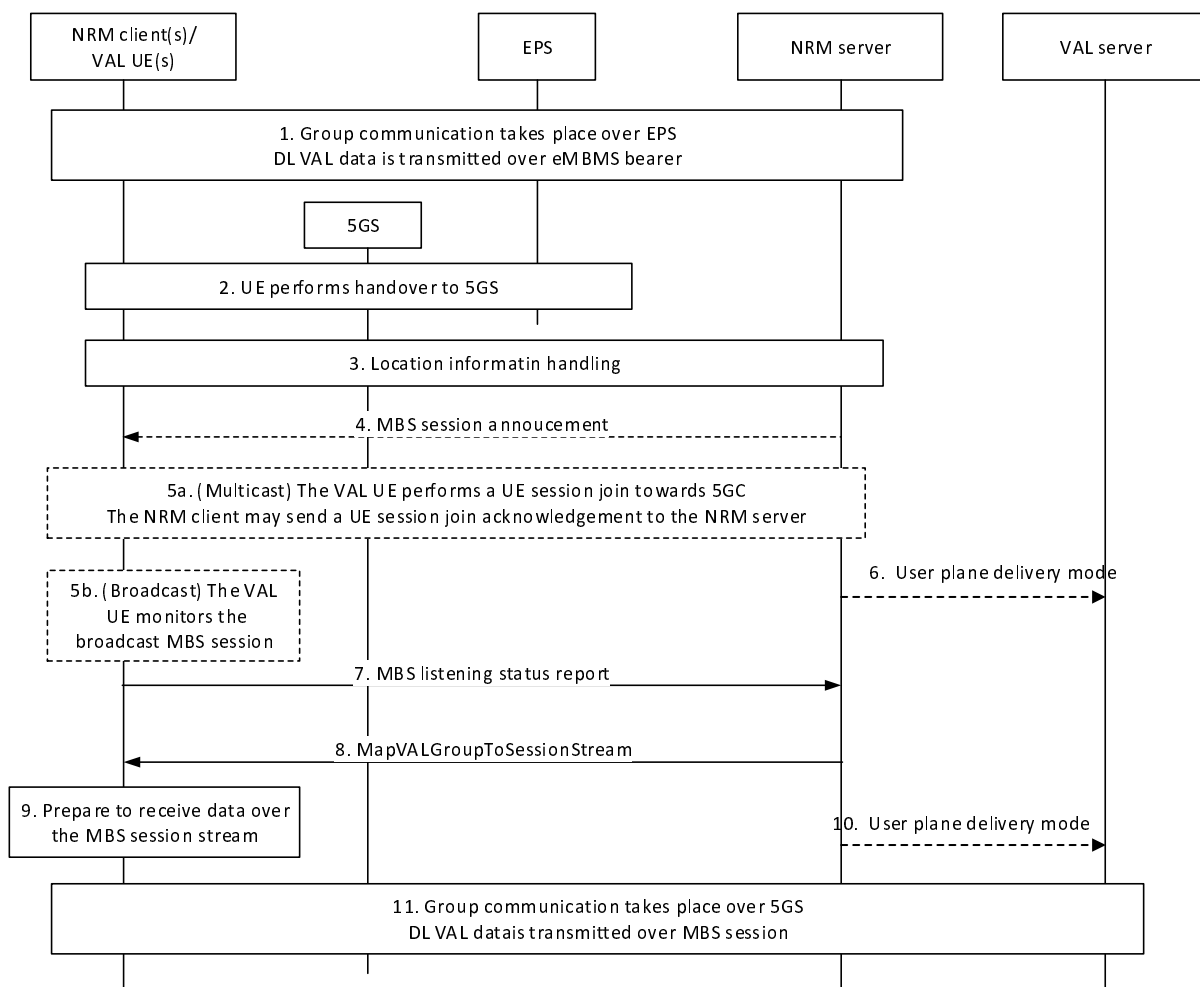 NRM client(s)/
VAL UE(s)
EPS
NRM server
VAL server
1. Group communication takes place over EPS
DL VAL data is transmitted over eMBMS bearer
5GS
2. UE performs handover to 5GS
3. Location informatin handling
4. MBS session annoucement
5a. (Multicast) The VAL UE performs a UE session join towards 5GC
The NRM client may send a UE session join acknowledgement to the NRM server
5b. (Broadcast) The VAL
UE monitors the
broadcast MBS session
6. User plane delivery mode
7. MBS listening status report
8. MapVALGroupToSessionStream
9. Prepare to receive data over
the MBS session stream
10. User plane delivery mode
11. Group communication takes place over 5GS
DL VAL datais transmitted over MBS session